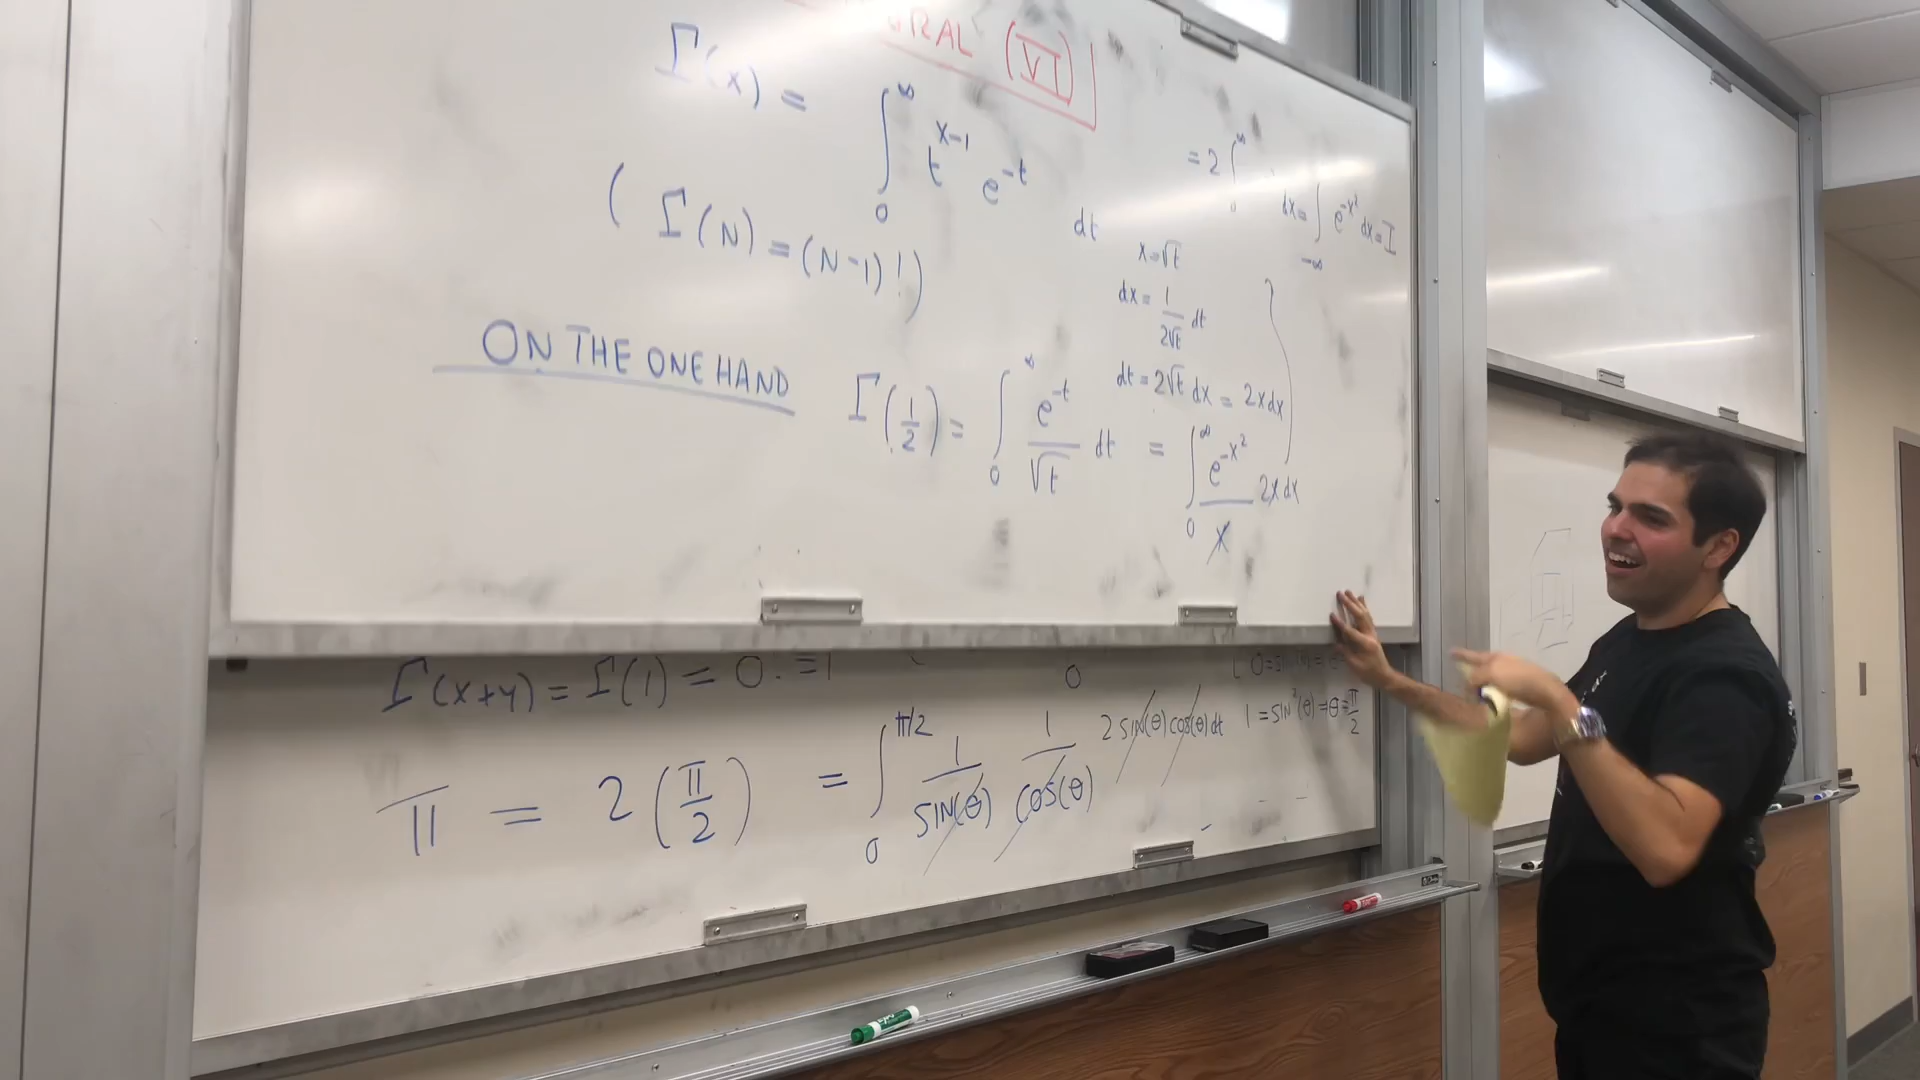 GRAL (VI)
Γ(x) = ∫₀^∞ t^{x-1} e^{-t} dt
= 2 ∫₀^∞ dx = ∫_{-∞} e^{-x²} dx = I
(Γ(N) = (N-1)!)
x = √t
dx = 1/(2√t) dt
ON THE ONE HAND
dt = 2√t dx = 2x dx
Γ(1/2) = ∫₀^∞ e^{-t}/√t dt = ∫₀^∞ e^{-x²}/x 2x dx
Γ(x+y) = Γ(1) = 0! = 1
0
π = 2(π/2) = ∫₀^{π/2} 1/SIN(θ) 1/COS(θ) 2 SIN(θ) COS(θ) dt
1 = SIN²(θ) ⇒ θ = π/2